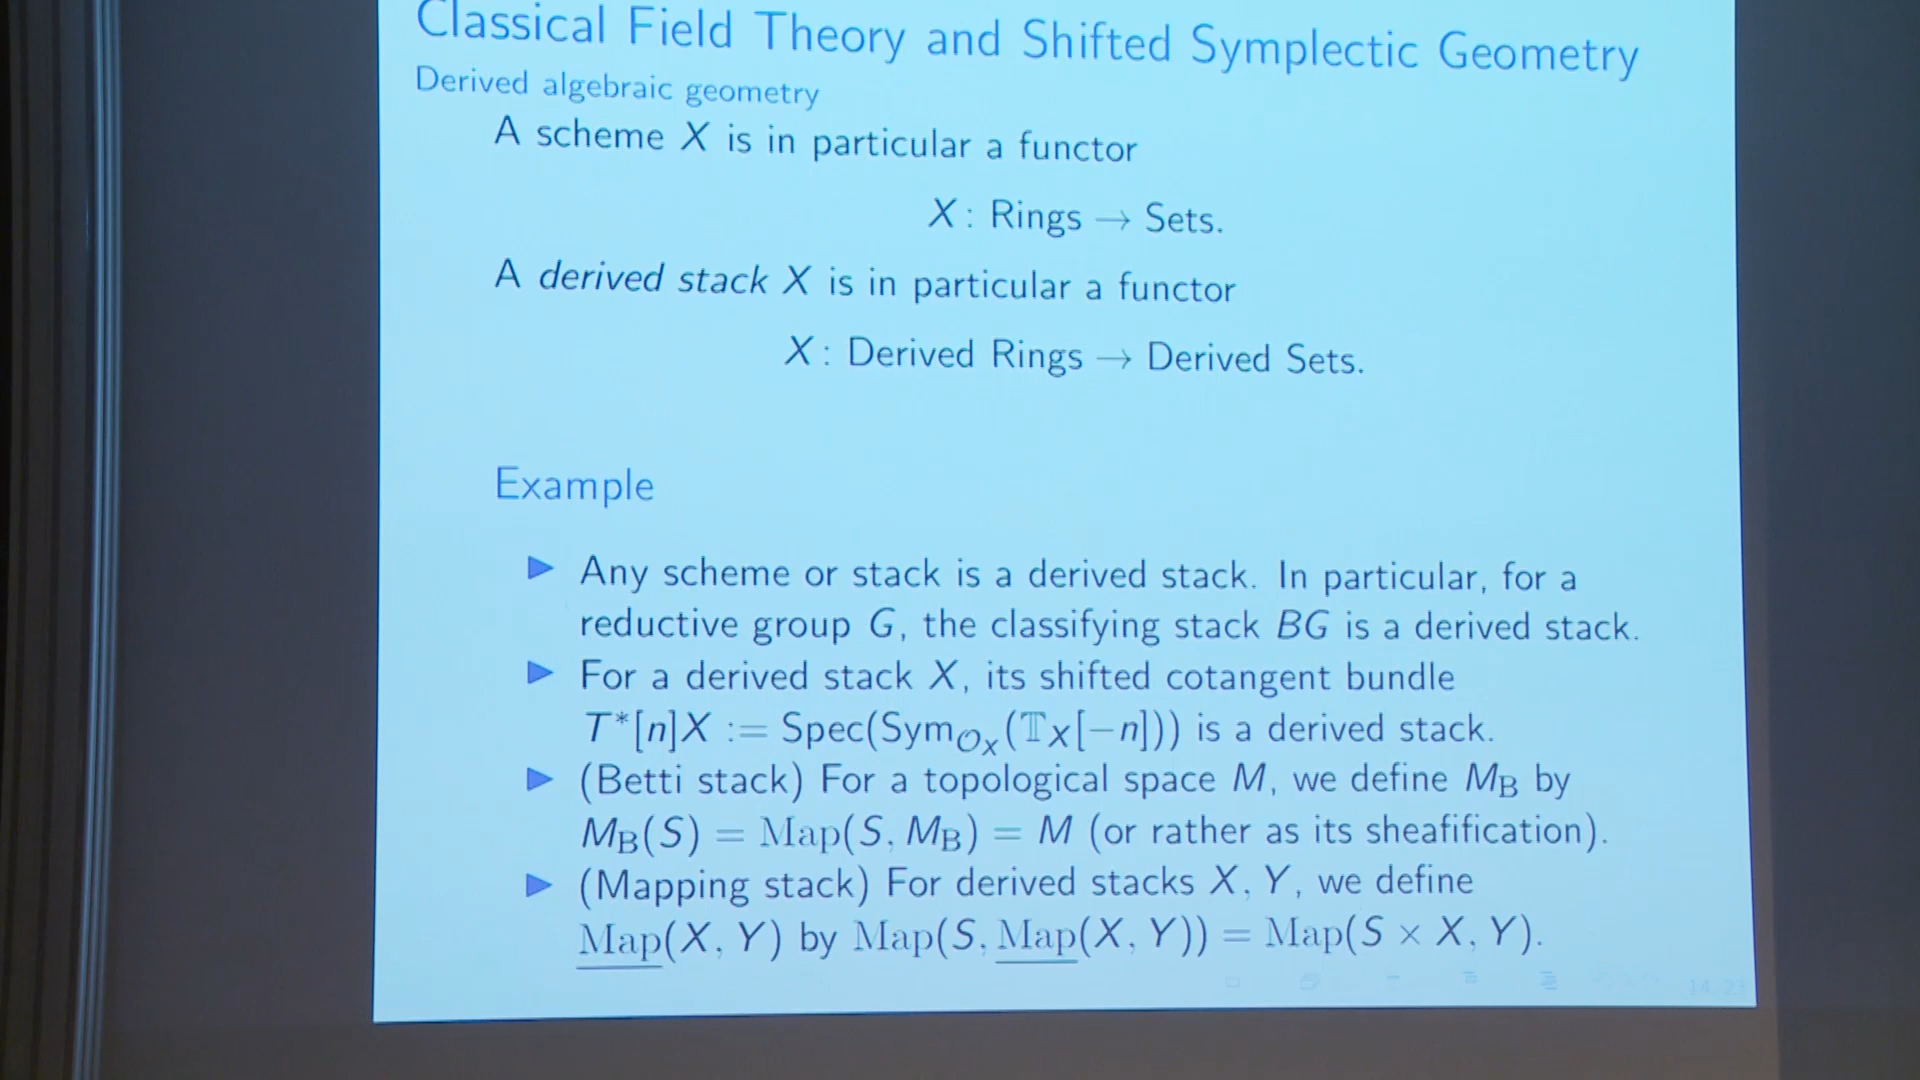 Classical Field Theory and Shifted Symplectic Geometry
Derived algebraic geometry
A scheme X is in particular a functor
X : Rings → Sets.
A derived stack X is in particular a functor
X : Derived Rings → Derived Sets.
Example
▶ Any scheme or stack is a derived stack. In particular, for a
reductive group G, the classifying stack BG is a derived stack.
▶ For a derived stack X, its shifted cotangent bundle
T*[n]X := Spec(Sym_{𝒪_X}(𝕋_X[−n])) is a derived stack.
▶ (Betti stack) For a topological space M, we define M_B by
M_B(S) = Map(S, M_B) = M (or rather as its sheafification).
▶ (Mapping stack) For derived stacks X, Y, we define
Map(X, Y) by Map(S, Map(X, Y)) = Map(S × X, Y).